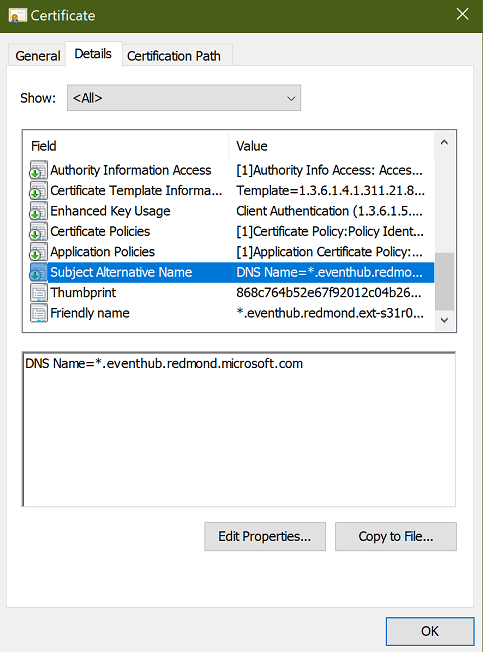 Certificate
General Details Certification Path
Show: <All>
Field Value
Authority Information Access [1]Authority Info Access: Acces...
Certificate Template Informa... Template=1.3.6.1.4.1.311.21.8...
Enhanced Key Usage Client Authentication (1.3.6.1.5....
Certificate Policies [1]Certificate Policy:Policy Ident...
Application Policies [1]Application Certificate Policy:...
Subject Alternative Name DNS Name=*.eventhub.redmo...
Thumbprint 868c764b52e67f92012c04b26...
Friendly name *.eventhub.redmond.ext-s31r0...
DNS Name=*.eventhub.redmond.microsoft.com
Edit Properties... Copy to File...
OK